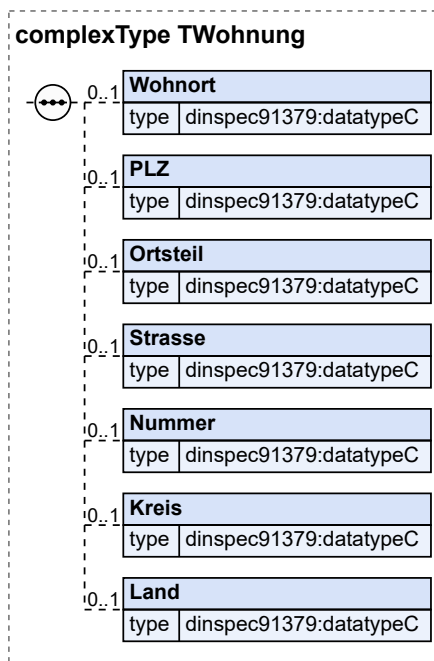 complexType TWohnung
0..1 Wohnort
type dinspec91379:datatypeC
0..1 PLZ
type dinspec91379:datatypeC
0..1 Ortsteil
type dinspec91379:datatypeC
0..1 Strasse
type dinspec91379:datatypeC
0..1 Nummer
type dinspec91379:datatypeC
0..1 Kreis
type dinspec91379:datatypeC
0..1 Land
type dinspec91379:datatypeC